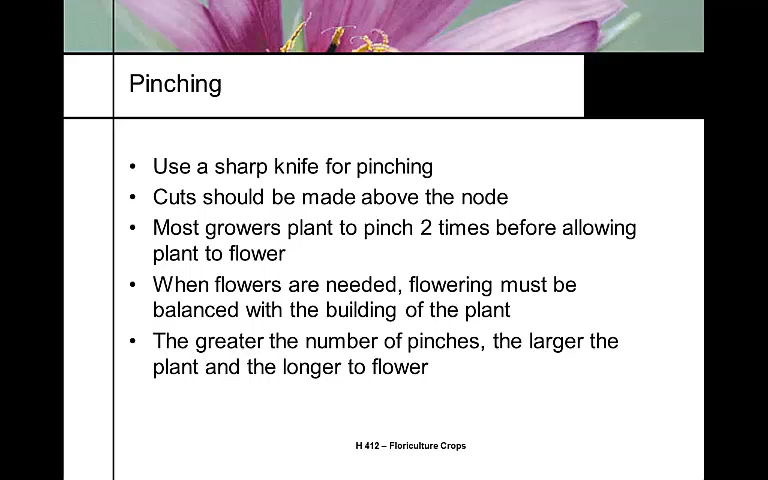 Pinching
• Use a sharp knife for pinching
• Cuts should be made above the node
• Most growers plant to pinch 2 times before allowing
plant to flower
• When flowers are needed, flowering must be
balanced with the building of the plant
• The greater the number of pinches, the larger the
plant and the longer to flower
H 412 – Floriculture Crops